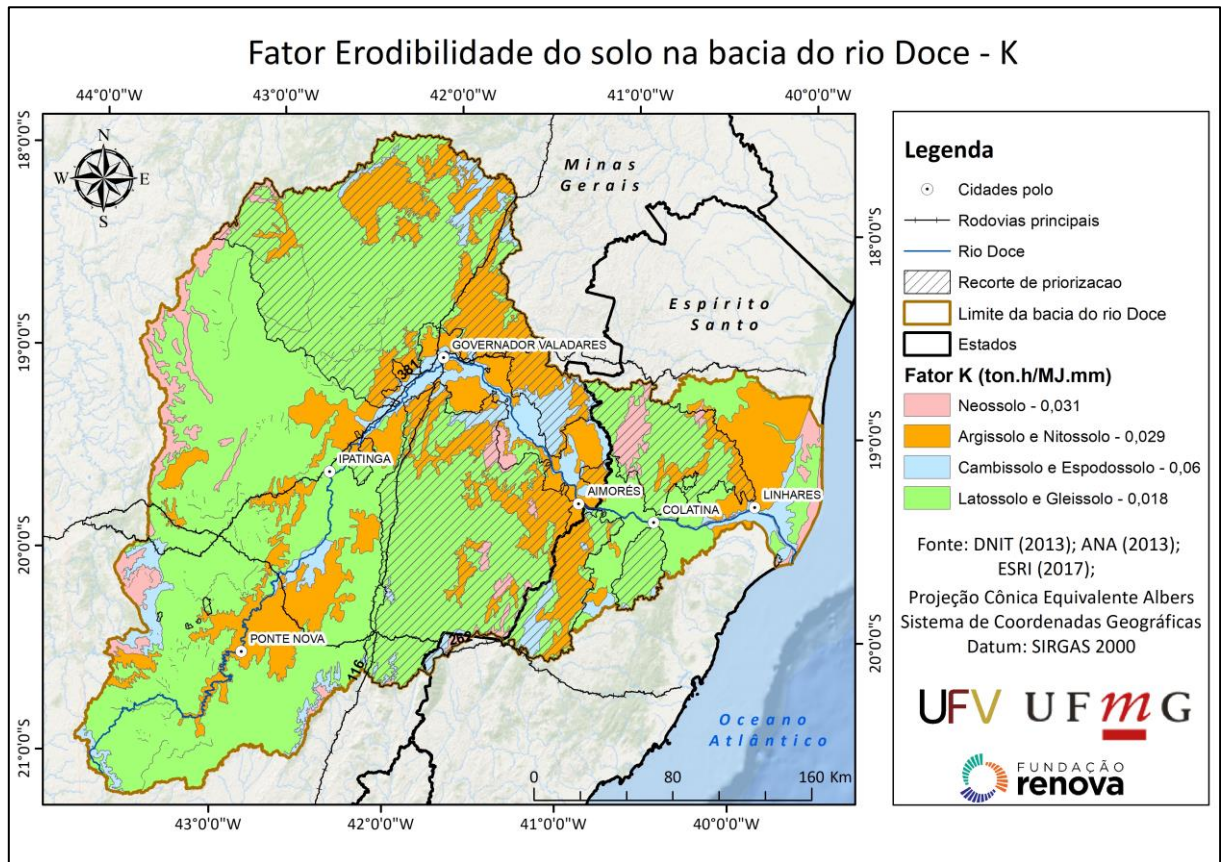 Fator Erodibilidade do solo na bacia do rio Doce - K
44°0'0"W 43°0'0"W 42°0'0"W 41°0'0"W 40°0'0"W
18°0'0"S
19°0'0"S
20°0'0"S
21°0'0"S
N
W E
S
Minas
Gerais
Espírito
Santo
GOVERNADOR VALADARES
381
IPATINGA
AIMORÉS
COLATINA
LINHARES
PONTE NOVA
116
Oceano
Atlântico
0 80 160 Km
18°0'0"S
19°0'0"S
20°0'0"S
43°0'0"W 42°0'0"W 41°0'0"W 40°0'0"W
Legenda
Cidades polo
Rodovias principais
Rio Doce
Recorte de priorizacao
Limite da bacia do rio Doce
Estados
Fator K (ton.h/MJ.mm)
Neossolo - 0,031
Argissolo e Nitossolo - 0,029
Cambissolo e Espodossolo - 0,06
Latossolo e Gleissolo - 0,018
Fonte: DNIT (2013); ANA (2013);
ESRI (2017);
Projeção Cônica Equivalente Albers
Sistema de Coordenadas Geográficas
Datum: SIRGAS 2000
UFV UFmG
FUNDAÇÃO
renova